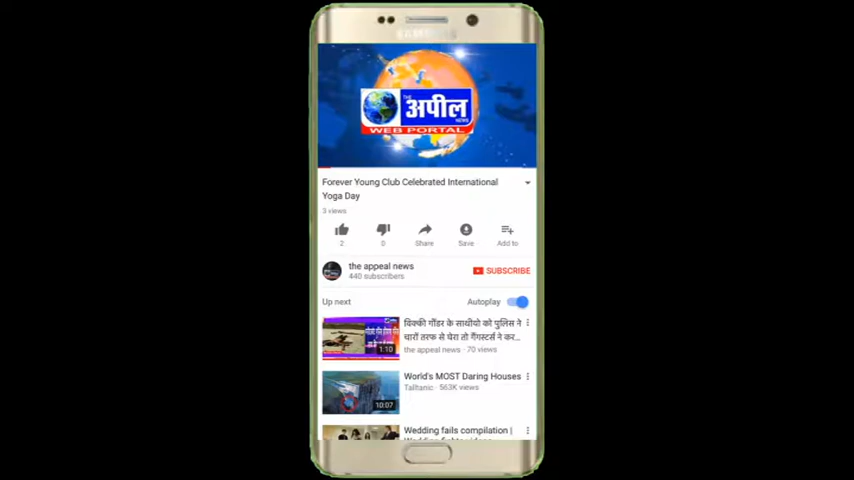 SAMSUNG
THE
अपील
NEWS
WEB PORTAL
Forever Young Club Celebrated International
Yoga Day
3 views
2
0
Share
Save
Add to
the appeal news
440 subscribers
SUBSCRIBE
Up next
Autoplay
विक्की गौंडर के साथीयो को पुलिस ने
चारों तरफ से घेरा तो गैंगस्टर्स ने कर...
the appeal news · 70 views
1:10
World's MOST Daring Houses
Talltanic · 563K views
10:07
Wedding fails compilation |